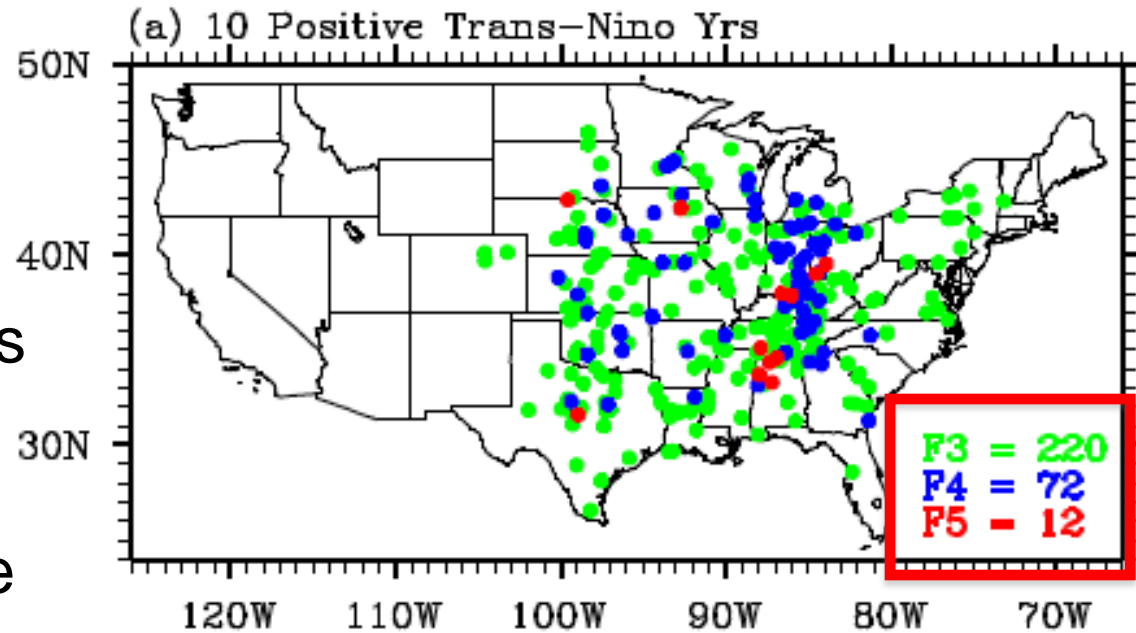 (a) 10 Positive Trans−Nino Yrs
50N
40N
s
30N
F3 = 220
F4 = 72
F5 = 12
e
120W 110W 100W 90W 80W 70W